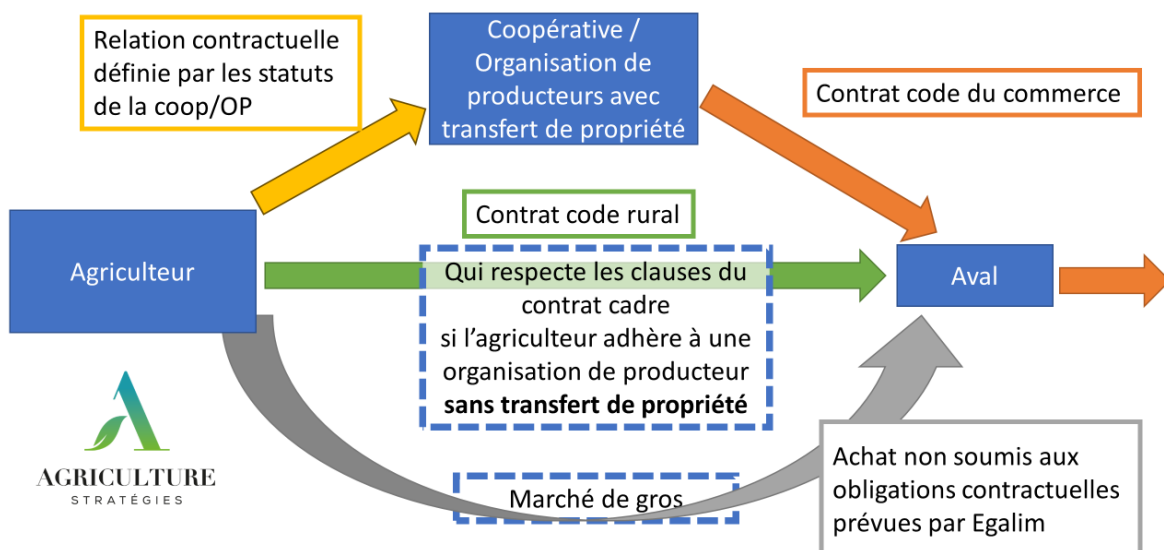 Relation contractuelle
définie par les statuts
de la coop/OP
Coopérative /
Organisation de
producteurs avec
transfert de propriété
Contrat code du commerce
Contrat code rural
Agriculteur
Qui respecte les clauses du
contrat cadre
si l’agriculteur adhère à une
organisation de producteur
sans transfert de propriété
Aval
AGRICULTURE
STRATÉGIES
Marché de gros
Achat non soumis aux
obligations contractuelles
prévues par Egalim